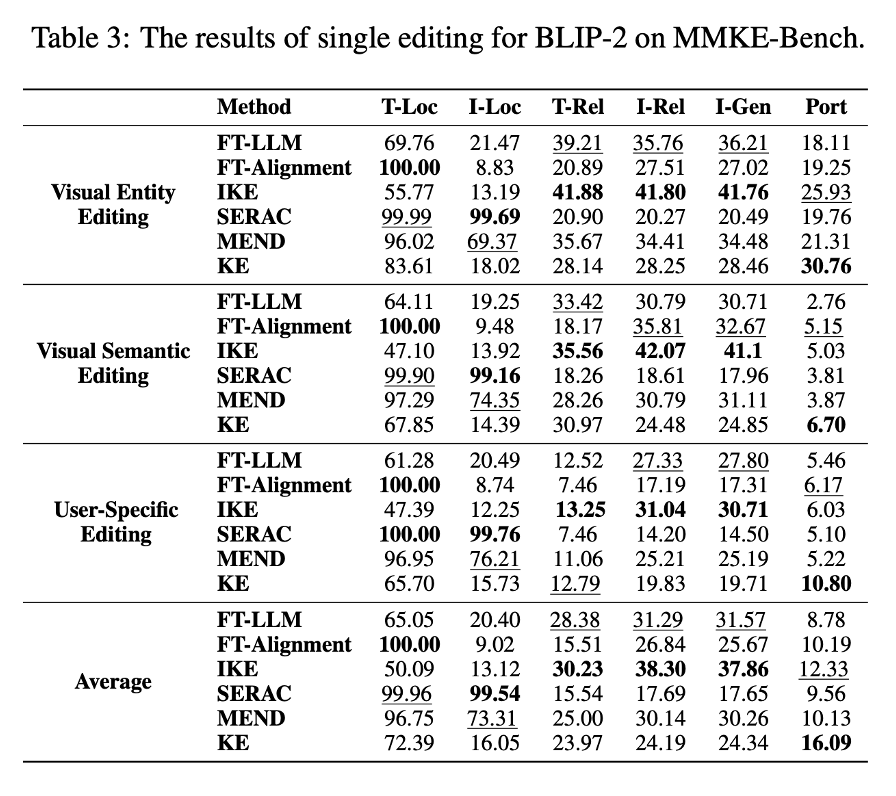 Table 3: The results of single editing for BLIP-2 on MMKE-Bench.
Method T-Loc I-Loc T-Rel I-Rel I-Gen Port
Visual Entity Editing
FT-LLM 69.76 21.47 39.21 35.76 36.21 18.11
FT-Alignment 100.00 8.83 20.89 27.51 27.02 19.25
IKE 55.77 13.19 41.88 41.80 41.76 25.93
SERAC 99.99 99.69 20.90 20.27 20.49 19.76
MEND 96.02 69.37 35.67 34.41 34.48 21.31
KE 83.61 18.02 28.14 28.25 28.46 30.76
Visual Semantic Editing
FT-LLM 64.11 19.25 33.42 30.79 30.71 2.76
FT-Alignment 100.00 9.48 18.17 35.81 32.67 5.15
IKE 47.10 13.92 35.56 42.07 41.1 5.03
SERAC 99.90 99.16 18.26 18.61 17.96 3.81
MEND 97.29 74.35 28.26 30.79 31.11 3.87
KE 67.85 14.39 30.97 24.48 24.85 6.70
User-Specific Editing
FT-LLM 61.28 20.49 12.52 27.33 27.80 5.46
FT-Alignment 100.00 8.74 7.46 17.19 17.31 6.17
IKE 47.39 12.25 13.25 31.04 30.71 6.03
SERAC 100.00 99.76 7.46 14.20 14.50 5.10
MEND 96.95 76.21 11.06 25.21 25.19 5.22
KE 65.70 15.73 12.79 19.83 19.71 10.80
Average
FT-LLM 65.05 20.40 28.38 31.29 31.57 8.78
FT-Alignment 100.00 9.02 15.51 26.84 25.67 10.19
IKE 50.09 13.12 30.23 38.30 37.86 12.33
SERAC 99.96 99.54 15.54 17.69 17.65 9.56
MEND 96.75 73.31 25.00 30.14 30.26 10.13
KE 72.39 16.05 23.97 24.19 24.34 16.09